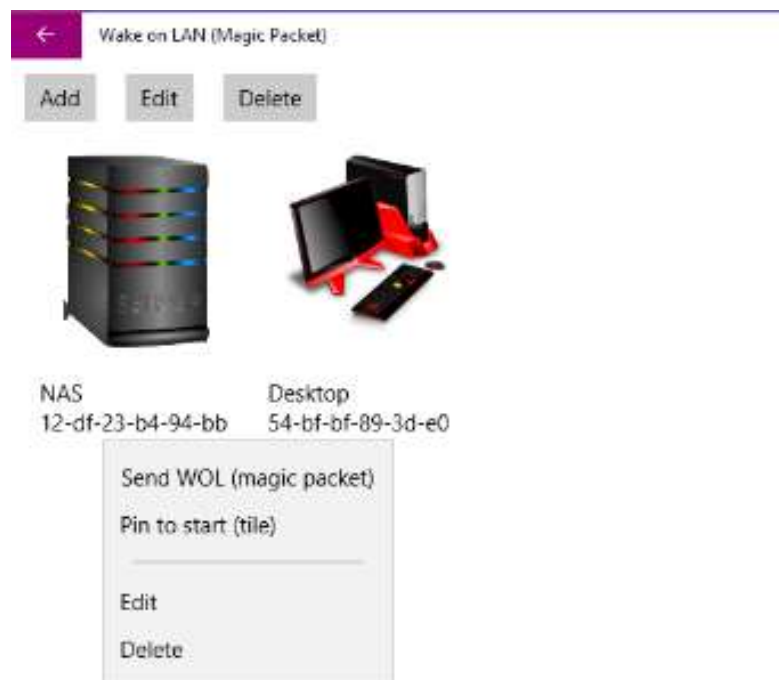 Wake on LAN (Magic Packet)
Add Edit Delete
NAS Desktop
12-df-23-b4-94-bb 54-bf-bf-89-3d-e0
Send WOL (magic packet)
Pin to start (tile)
Edit
Delete